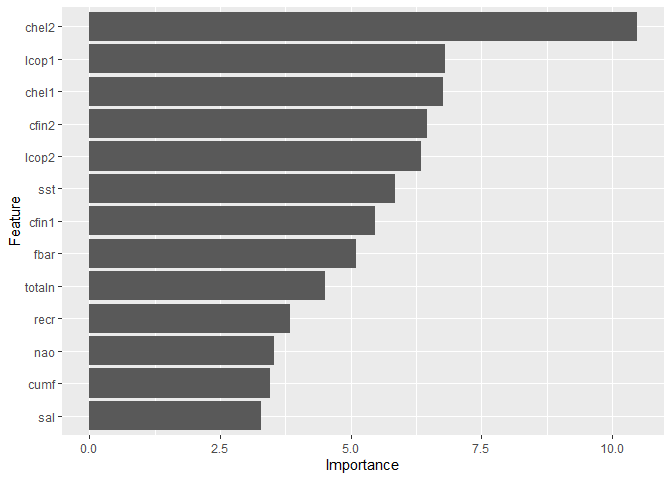 chel2
lcop1
chel1
cfin2
lcop2
sst
cfin1
fbar
totaln
recr
nao
cumf
sal
Feature
0.0 2.5 5.0 7.5 10.0
Importance